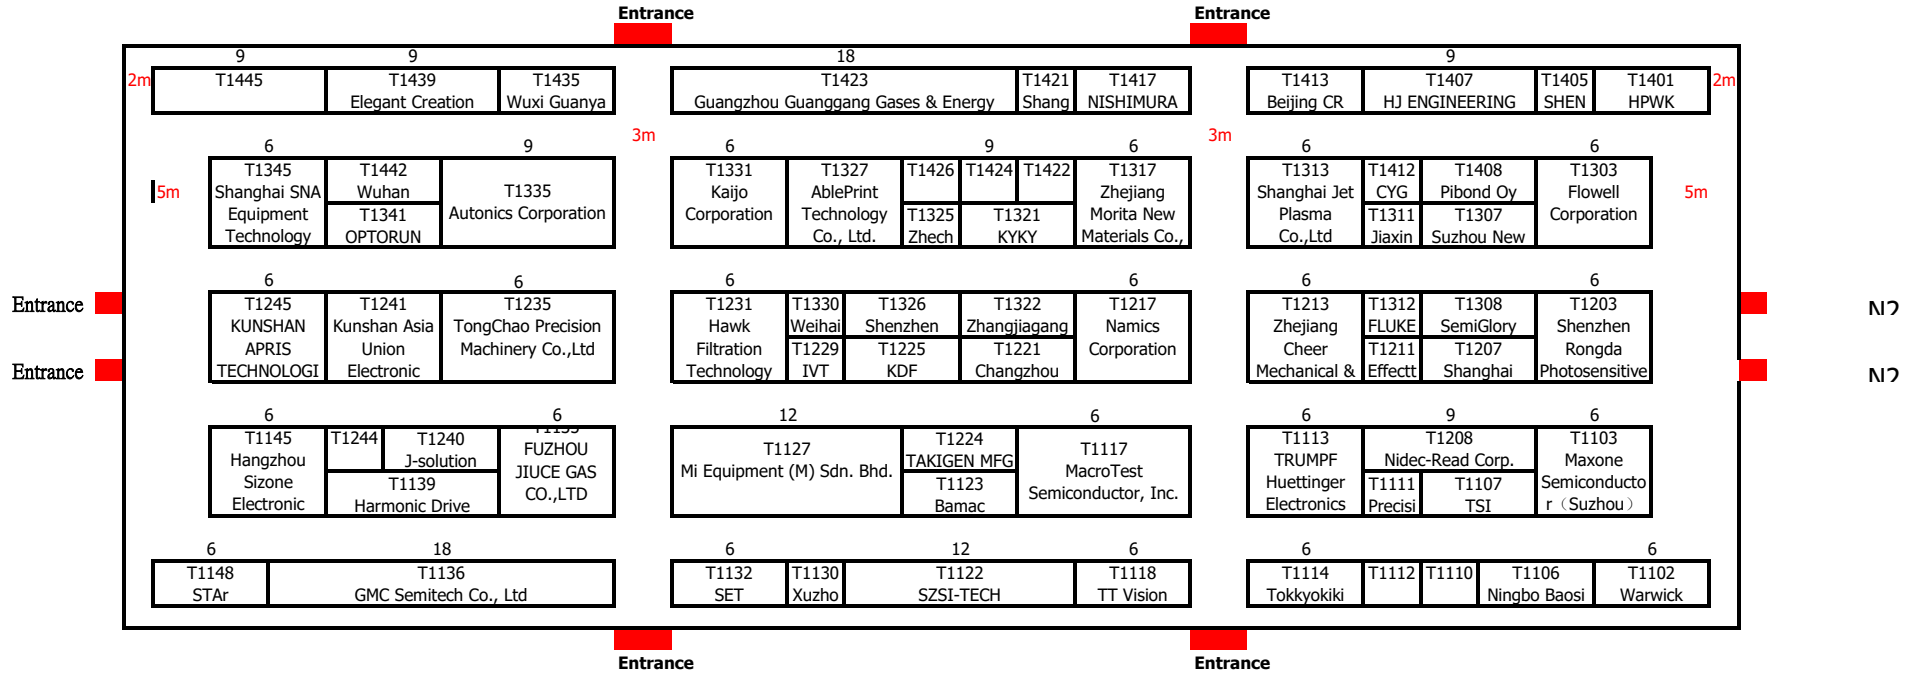 Entrance Entrance
9 9 18 9
2m T1445 T1439 T1435 T1423 T1421 T1417 T1413 T1407 T1405 T1401 2m
Elegant Creation Wuxi Guanya Guangzhou Guanggang Gases & Energy Shang NISHIMURA Beijing CR HJ ENGINEERING SHEN HPWK
3m 3m
6 9 6 9 6 6 6
T1345
Shanghai SNA
Equipment
Technology
T1442
Wuhan
T1341
OPTORUN
T1335
Autonics Corporation
T1331
Kaijo
Corporation
T1327
AblePrint
Technology
Co., Ltd.
T1426 T1424 T1422
T1325
Zhech
T1321
KYKY
T1317
Zhejiang
Morita New
Materials Co.,
T1313
Shanghai Jet
Plasma
Co.,Ltd
T1412
CYG
T1311
Jiaxin
T1408
Pibond Oy
T1307
Suzhou New
T1303
Flowell
Corporation
5m 5m
6 6 6 6 6 6
Entrance
Entrance
T1245
KUNSHAN
APRIS
TECHNOLOGI
T1241
Kunshan Asia
Union
Electronic
T1235
TongChao Precision
Machinery Co.,Ltd
T1231
Hawk
Filtration
Technology
T1330
Weihai
T1229
IVT
T1326
Shenzhen
T1225
KDF
T1322
Zhangjiagang
T1221
Changzhou
T1217
Namics
Corporation
T1213
Zhejiang
Cheer
Mechanical &
T1312
FLUKE
T1211
Effectt
T1308
SemiGlory
T1207
Shanghai
T1203
Shenzhen
Rongda
Photosensitive
6 6 12 6 6 9 6
T1145
Hangzhou
Sizone
Electronic
T1244
T1240
J-solution
T1139
Harmonic Drive
FUZHOU
JIUCE GAS
CO.,LTD
T1127
Mi Equipment (M) Sdn. Bhd.
T1224
TAKIGEN MFG
T1123
Bamac
T1117
MacroTest
Semiconductor, Inc.
T1113
TRUMPF
Huettinger
Electronics
T1208
Nidec-Read Corp.
T1111
Precisi
T1107
TSI
T1103
Maxone
Semiconducto
r（Suzhou）
6 18 6 12 6 6 6
T1148 T1136 T1132 T1130 T1122 T1118 T1114 T1112 T1110 T1106 T1102
STAr GMC Semitech Co., Ltd SET Xuzho SZSI-TECH TT Vision Tokkyokiki Ningbo Baosi Warwick
Entrance Entrance